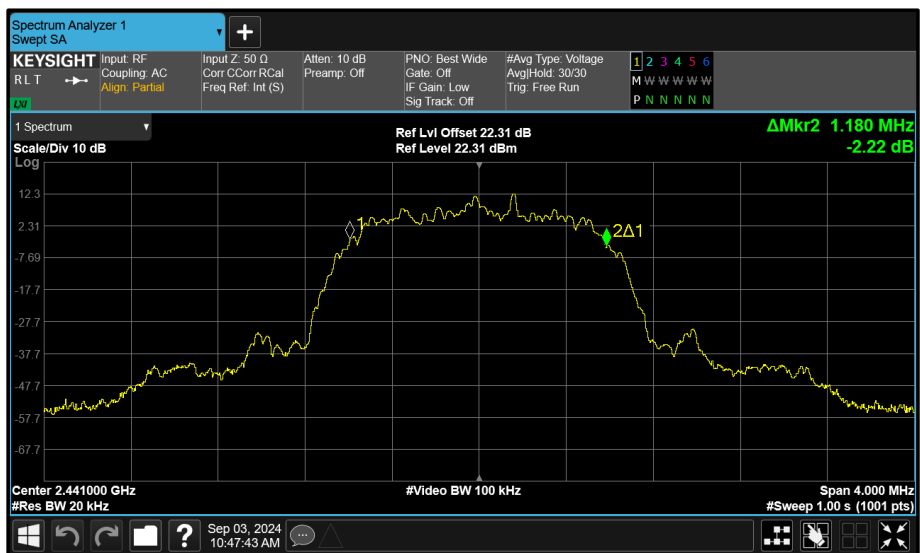 Spectrum Analyzer 1
Swept SA
+
KEYSIGHT
R L T
LXI
Input: RF
Coupling: AC
Align: Partial
Input Z: 50 Ω
Corr CCorr RCal
Freq Ref: Int (S)
Atten: 10 dB
Preamp: Off
PNO: Best Wide
Gate: Off
IF Gain: Low
Sig Track: Off
#Avg Type: Voltage
Avg|Hold: 30/30
Trig: Free Run
1 2 3 4 5 6
M W W W W W
P N N N N N
1 Spectrum
Scale/Div 10 dB
Log
Ref Lvl Offset 22.31 dB
Ref Level 22.31 dBm
ΔMkr2 1.180 MHz
-2.22 dB
12.3
2.31
-7.69
-17.7
-27.7
-37.7
-47.7
-57.7
-67.7
1
2Δ1
Center 2.441000 GHz
#Res BW 20 kHz
#Video BW 100 kHz
Span 4.000 MHz
#Sweep 1.00 s (1001 pts)
?
Sep 03, 2024
10:47:43 AM